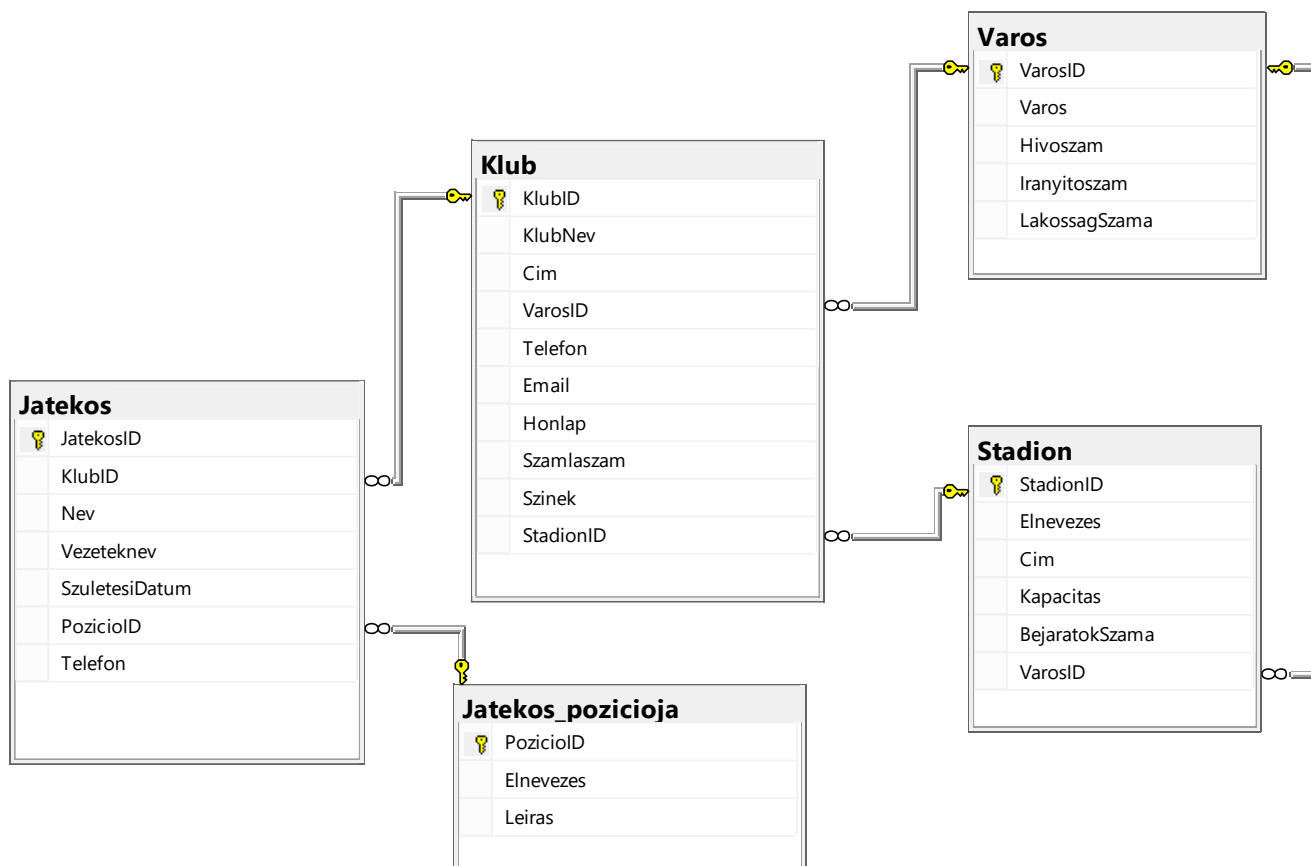 Varos
VarosID
Varos
Hivoszam
Iranyitoszam
LakossagSzama
Klub
KlubID
KlubNev
Cim
VarosID
Telefon
Email
Honlap
Szamlaszam
Szinek
StadionID
Jatekos
JatekosID
KlubID
Nev
Vezeteknev
SzuletesiDatum
PozicioID
Telefon
Stadion
StadionID
Elnevezes
Cim
Kapacitas
BejaratokSzama
VarosID
Jatekos_pozicioja
PozicioID
Elnevezes
Leiras